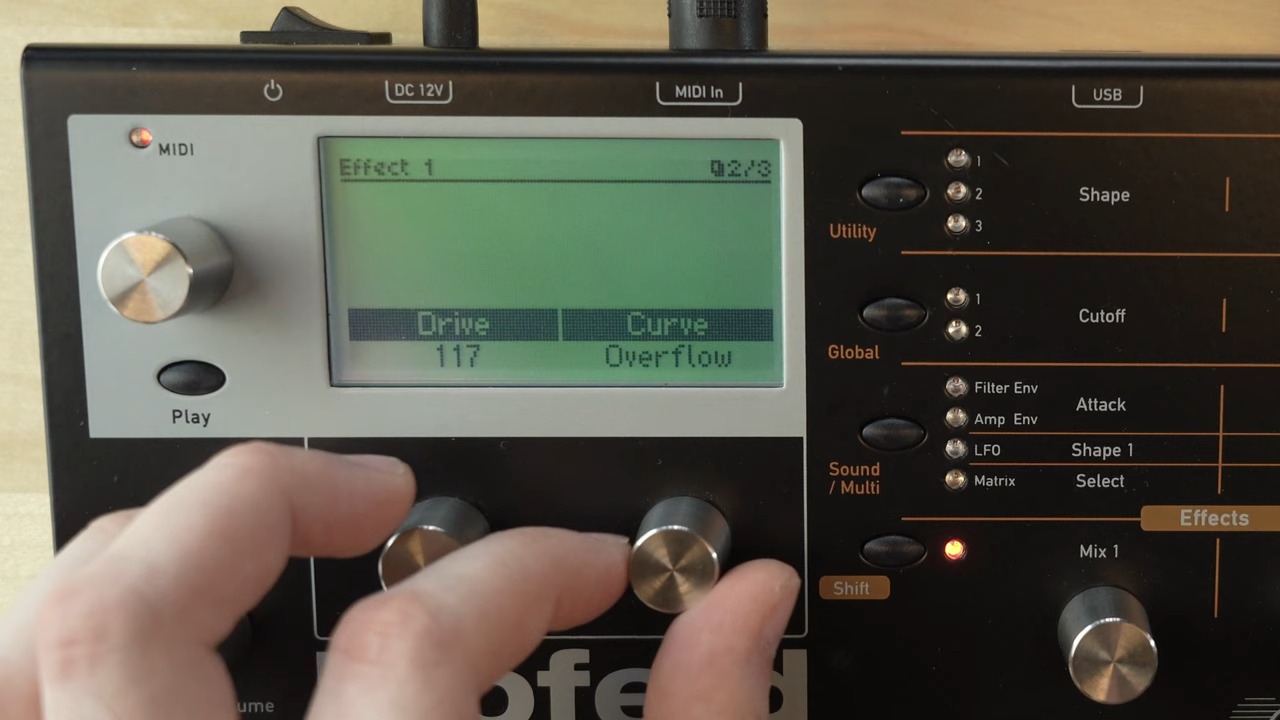 DC 12V
MIDI In
USB
MIDI
Effect 1 2/3
Drive Curve
117 Overflow
Play
1
2
3
Shape
Utility
1
2
Cutoff
Global
Filter Env
Attack
Amp Env
LFO
Shape 1
Matrix
Select
Sound
/ Multi
Effects
Mix 1
Shift